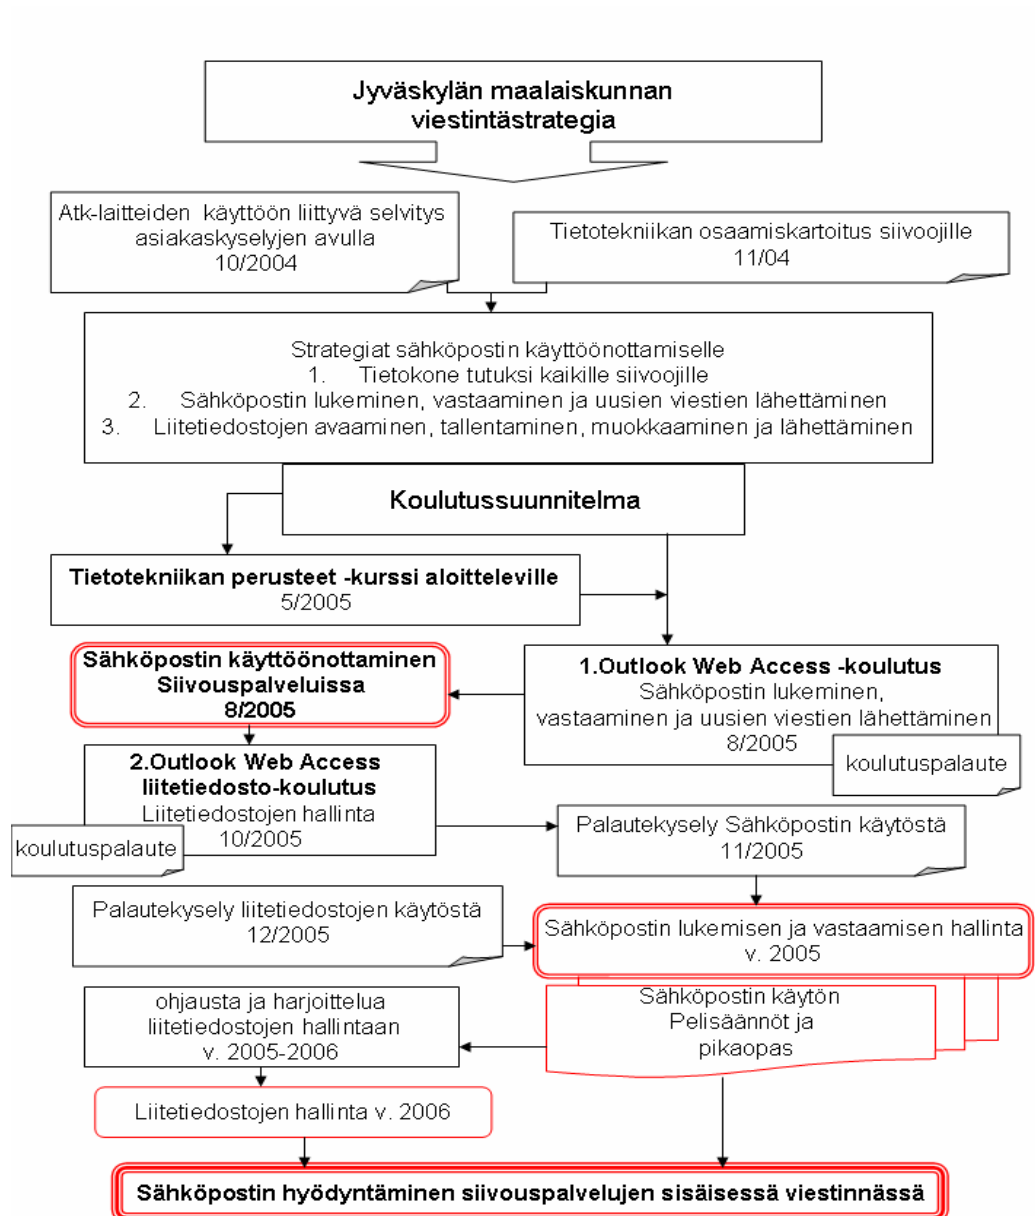 Jyväskylän maalaiskunnan
viestintästrategia
Atk-laitteiden käyttöön liittyvä selvitys
asiakaskyselyjen avulla
10/2004
Tietotekniikan osaamiskartoitus siivoojille
11/04
Strategiat sähköpostin käyttöönottamiselle
1. Tietokone tutuksi kaikille siivoojille
2. Sähköpostin lukeminen, vastaaminen ja uusien viestien lähettäminen
3. Liitetiedostojen avaaminen, tallentaminen, muokkaaminen ja lähettäminen
Koulutussuunnitelma
Tietotekniikan perusteet -kurssi aloitteleville
5/2005
Sähköpostin käyttöönottaminen
Siivouspalveluissa
8/2005
1.Outlook Web Access -koulutus
Sähköpostin lukeminen,
vastaaminen ja uusien viestien lähettäminen
8/2005
koulutuspalaute
2.Outlook Web Access
liitetiedosto-koulutus
Liitetiedostojen hallinta
10/2005
koulutuspalaute
Palautekysely Sähköpostin käytöstä
11/2005
Palautekysely liitetiedostojen käytöstä
12/2005
Sähköpostin lukemisen ja vastaamisen hallinta
v. 2005
ohjausta ja harjoittelua
liitetiedostojen hallintaan
v. 2005-2006
Sähköpostin käytön
Pelisäännöt ja
pikaopas
Liitetiedostojen hallinta v. 2006
Sähköpostin hyödyntäminen siivouspalvelujen sisäisessä viestinnässä